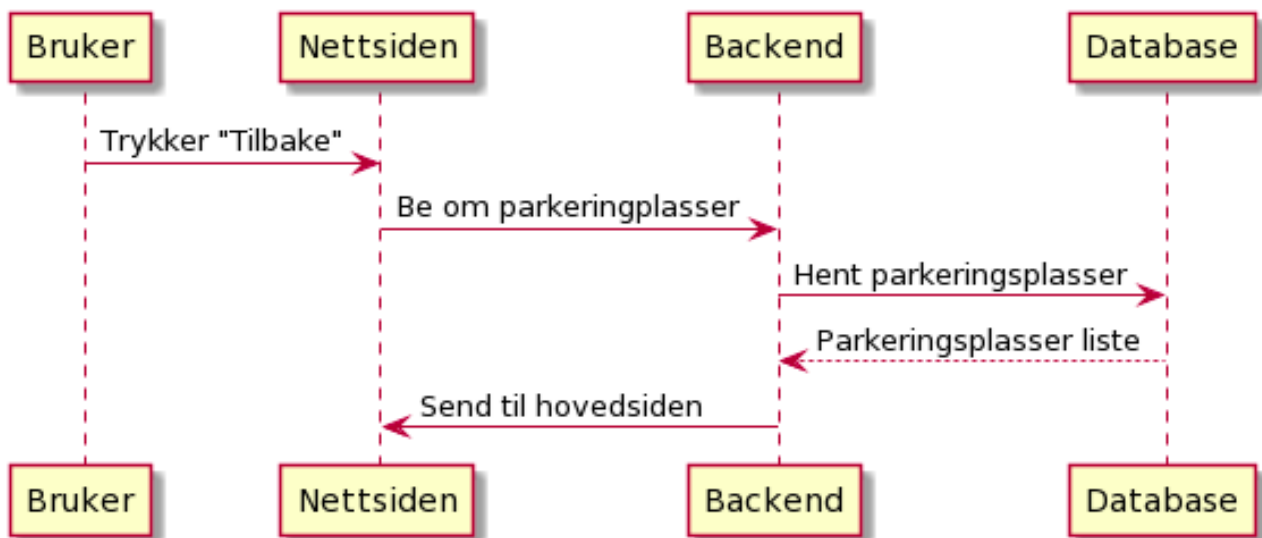 Bruker
Nettsiden
Backend
Database
Trykker "Tilbake"
Be om parkeringplasser
Hent parkeringsplasser
Parkeringsplasser liste
Send til hovedsiden
Bruker
Nettsiden
Backend
Database